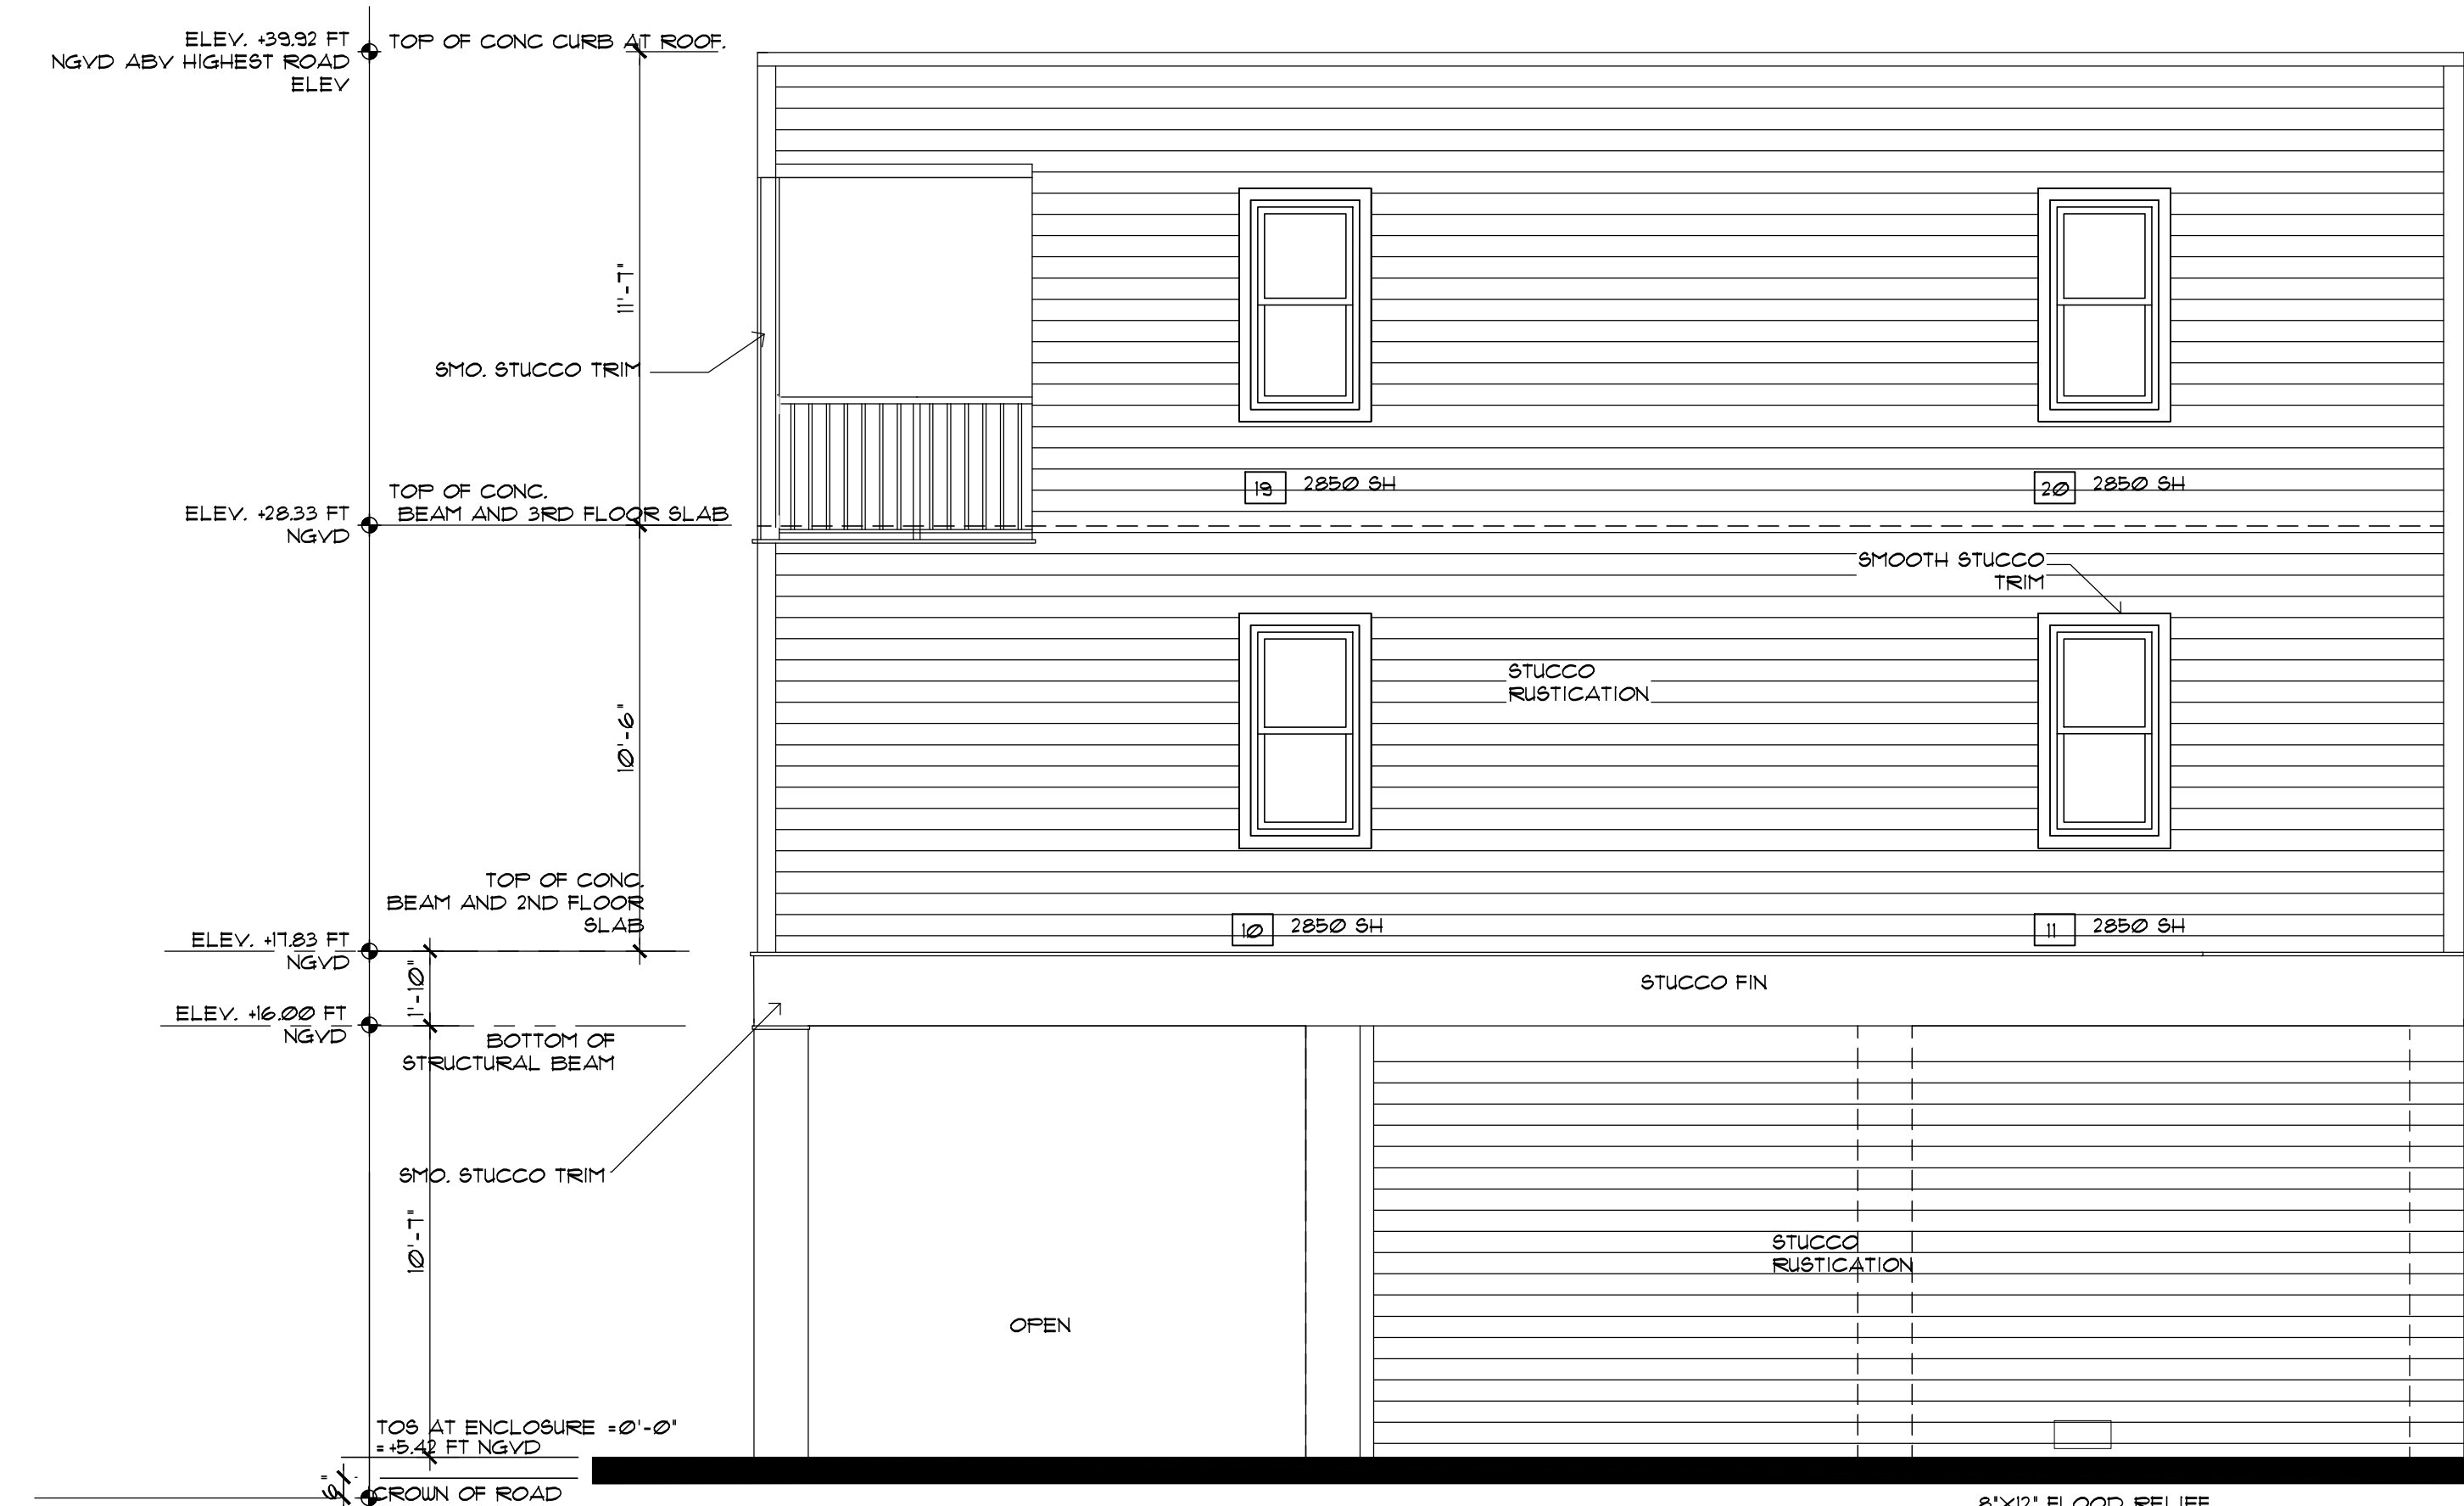 ELEV. +39.92 FT
NGVD ABV HIGHEST ROAD
ELEV
TOP OF CONC CURB AT ROOF.
11'-7"
SMO. STUCCO TRIM
TOP OF CONC.
BEAM AND 3RD FLOOR SLAB
ELEV. +28.33 FT
NGVD
19
2850 SH
20
2850 SH
SMOOTH STUCCO
TRIM
STUCCO
RUSTICATION
10'-6"
TOP OF CONC.
BEAM AND 2ND FLOOR
SLAB
10
2850 SH
11
2850 SH
ELEV. +17.83 FT
NGVD
1'-10"
STUCCO FIN
ELEV. +16.00 FT
NGVD
BOTTOM OF
STRUCTURAL BEAM
SMO. STUCCO TRIM
10'-7"
STUCCO
RUSTICATION
OPEN
TOS AT ENCLOSURE =0'-0"
= +5.42 FT NGVD
6"
CROWN OF ROAD
8"X12" FLOOD RELIEF